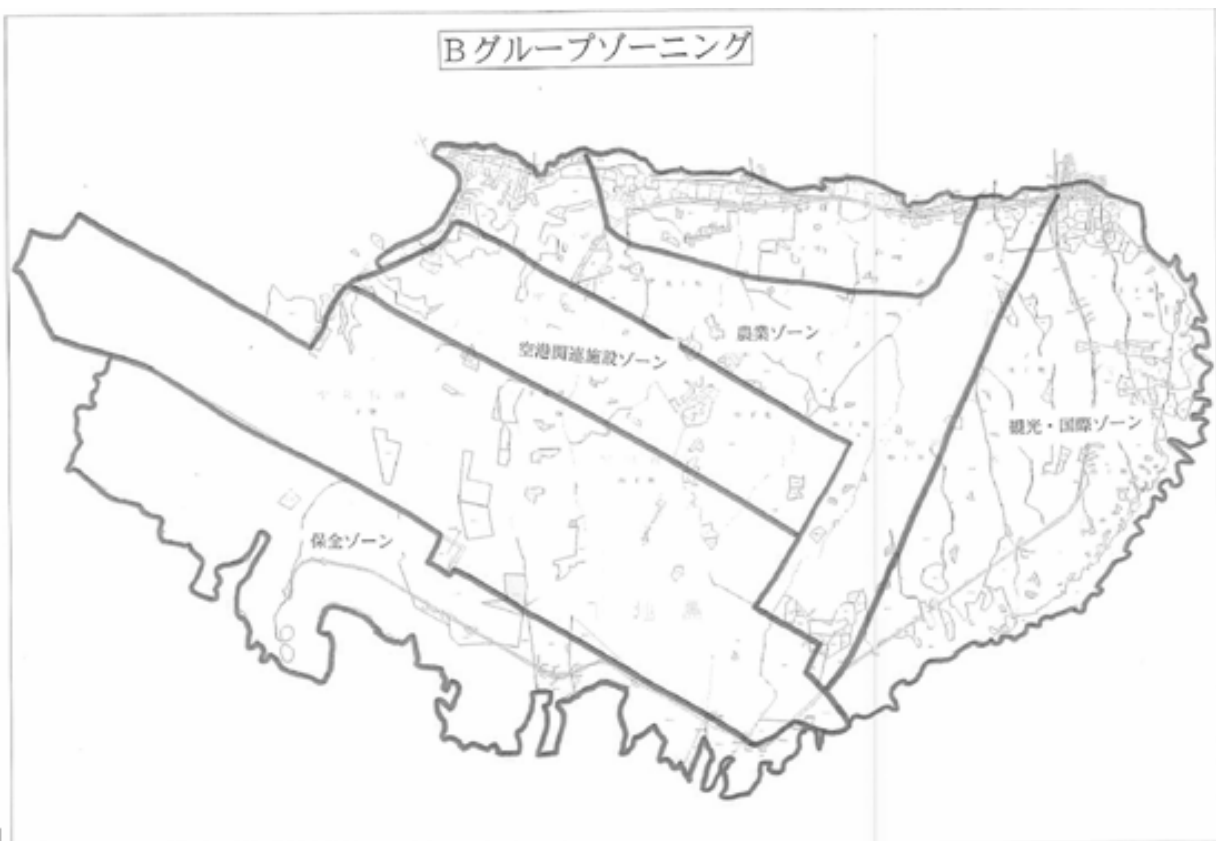 Bグループゾーニング
農業ゾーン
空港関連施設ゾーン
観光・国際ゾーン
保全ゾーン